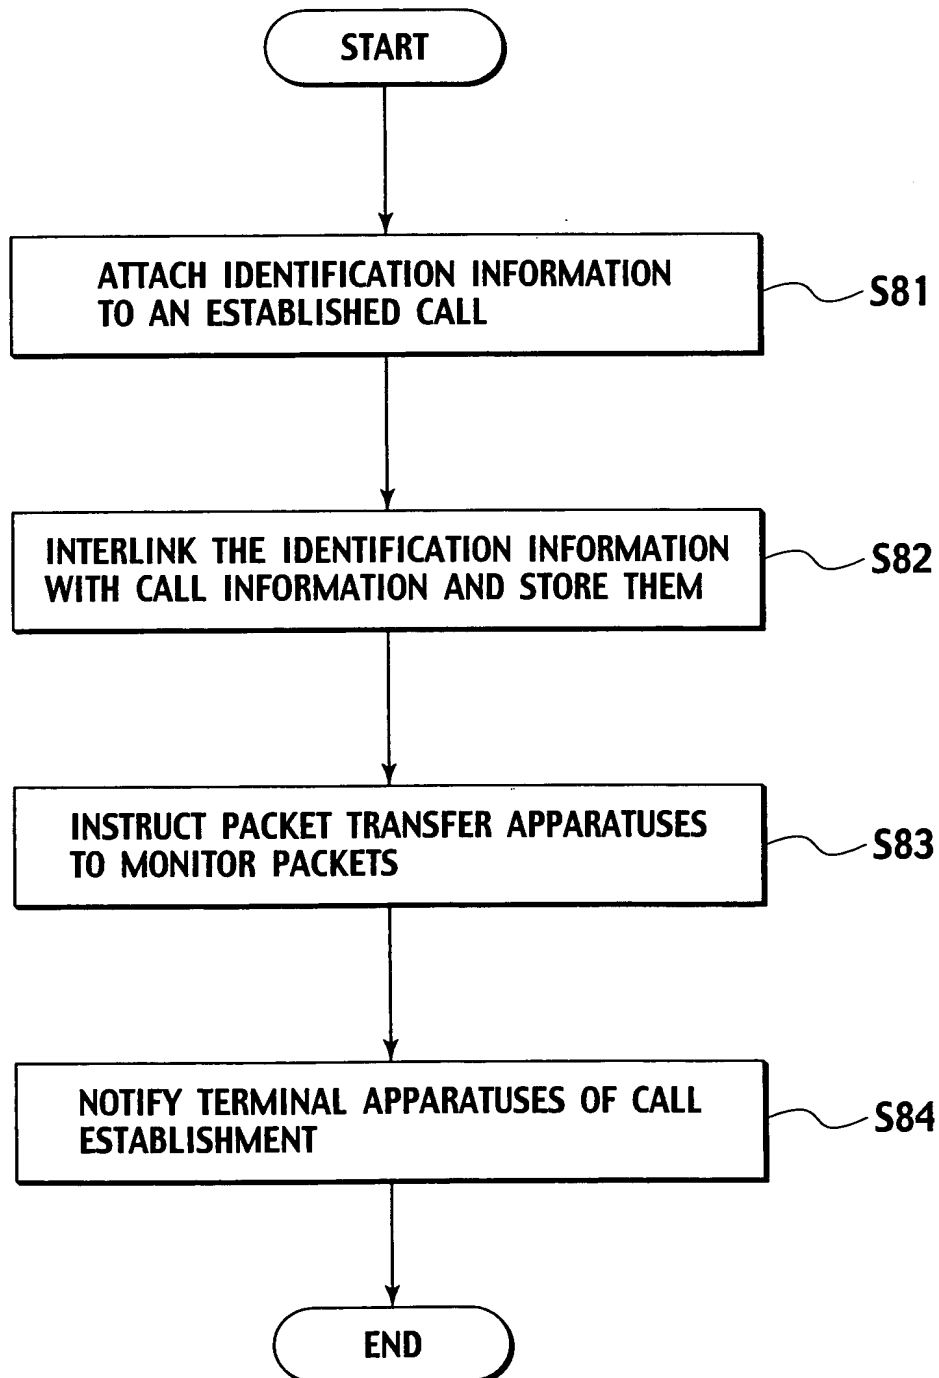 START
ATTACH IDENTIFICATION INFORMATION
TO AN ESTABLISHED CALL
S81
INTERLINK THE IDENTIFICATION INFORMATION
WITH CALL INFORMATION AND STORE THEM
S82
INSTRUCT PACKET TRANSFER APPARATUSES
TO MONITOR PACKETS
S83
NOTIFY TERMINAL APPARATUSES OF CALL
ESTABLISHMENT
S84
END